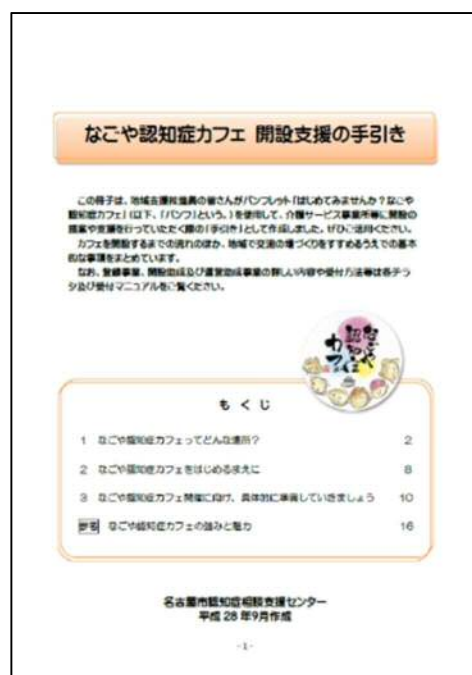 なごや認知症カフェ 開設支援の手引き
この冊子は、地域支援推進員の皆さんがパンフレット「はじめてみませんか？なごや
認知症カフェ」（以下、「パンフ」という。）を使用して、介護サービス事業所等に開設の
提案や支援を行っていただく際の「手引き」として作成しました。ぜひご活用ください。
カフェを開設するまでの流れのほか、地域で交流の場づくりをすすめるうえでの基本
的な事項をまとめています。
なお、登録事業、開設助成及び運営助成事業の詳しい内容や受付方法等は各チラ
シ及び受付マニュアルをご覧ください。
なごや
認知症
カフェ
もくじ
1 なごや認知症カフェってどんな場所？ 2
2 なごや認知症カフェをはじめるまえに 8
3 なごや認知症カフェ開催に向け、具体的に準備していきましょう 10
参考 なごや認知症カフェの強みと魅力 16
名古屋市認知症相談支援センター
平成 28 年9月作成
-1-